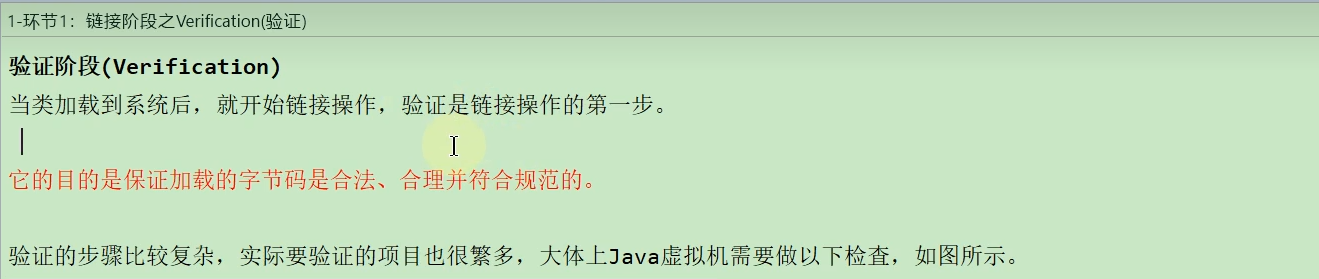 1-环节1：链接阶段之Verification(验证)
验证阶段(Verification)
当类加载到系统后，就开始链接操作，验证是链接操作的第一步。
它的目的是保证加载的字节码是合法、合理并符合规范的。
验证的步骤比较复杂，实际要验证的项目也很繁多，大体上Java虚拟机需要做以下检查，如图所示。